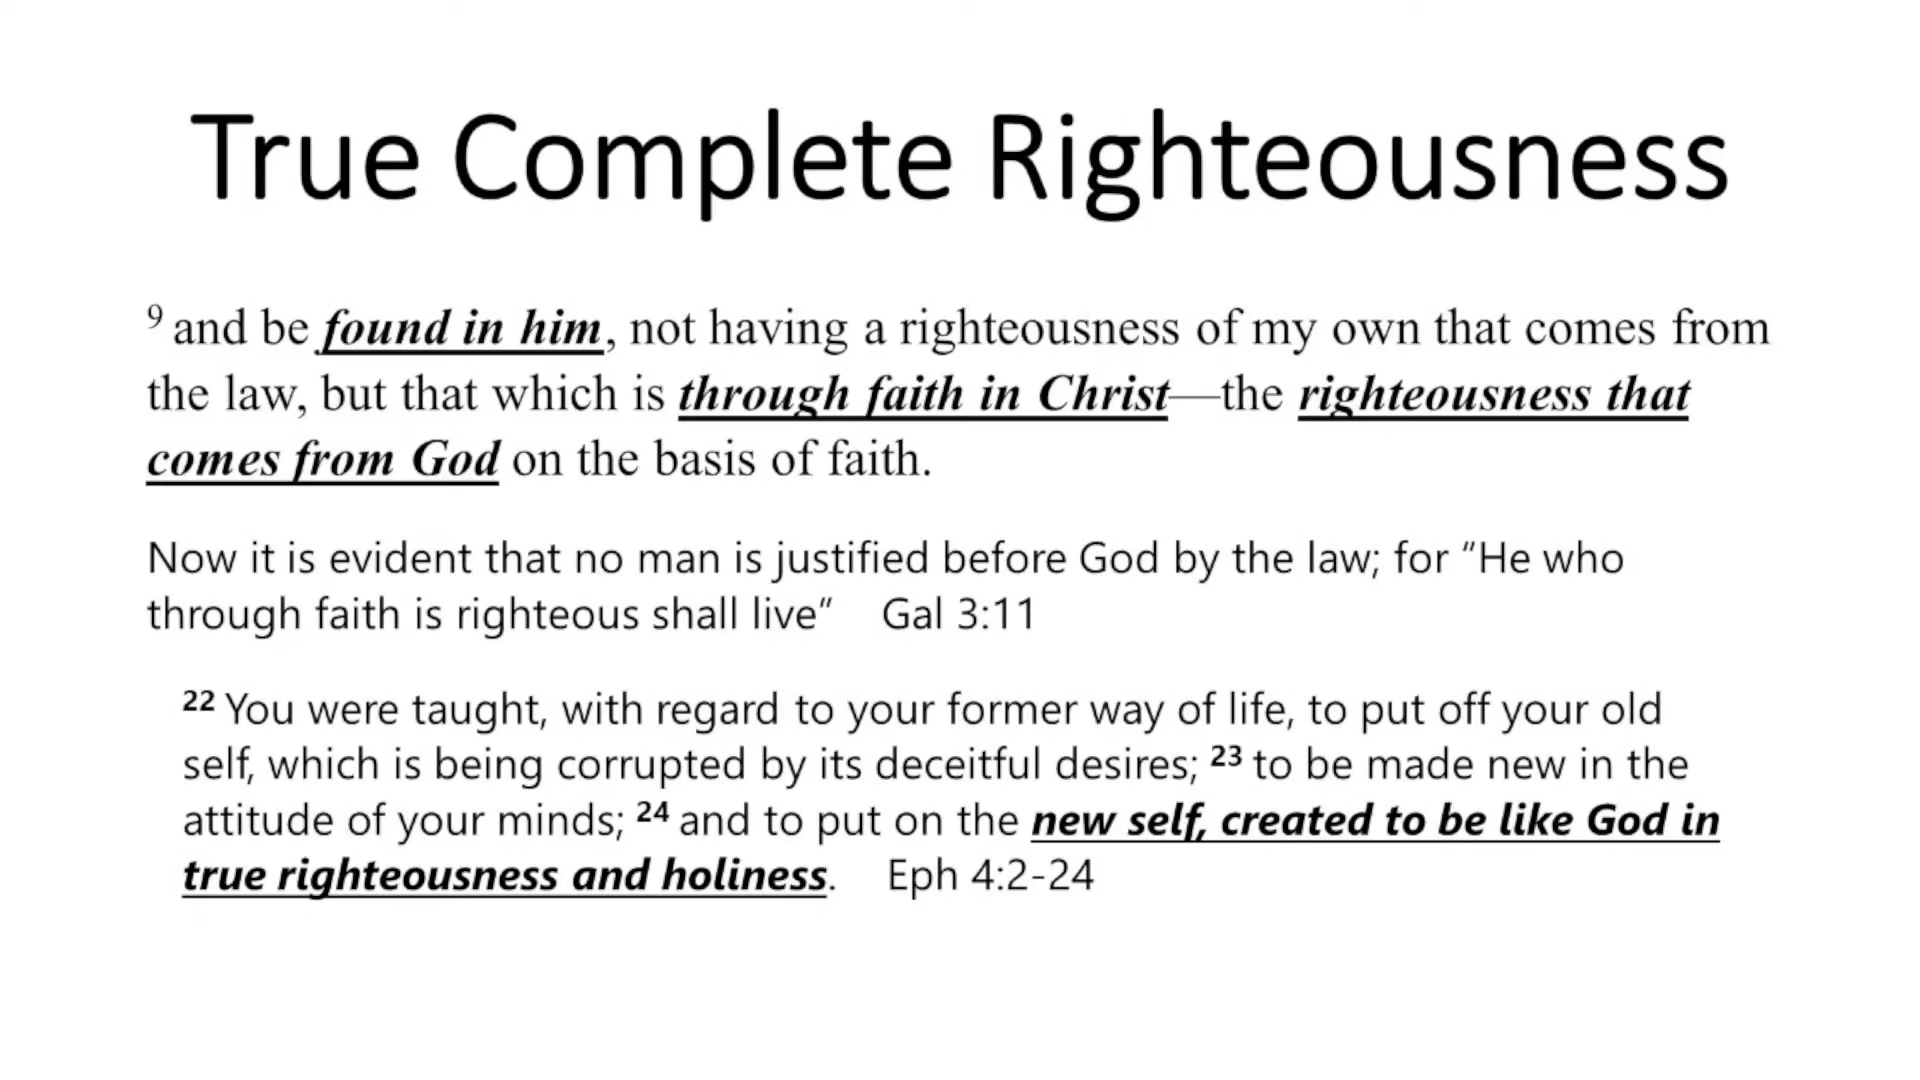 True Complete Righteousness
9 and be found in him, not having a righteousness of my own that comes from
the law, but that which is through faith in Christ—the righteousness that
comes from God on the basis of faith.
Now it is evident that no man is justified before God by the law; for “He who
through faith is righteous shall live” Gal 3:11
22 You were taught, with regard to your former way of life, to put off your old
self, which is being corrupted by its deceitful desires; 23 to be made new in the
attitude of your minds; 24 and to put on the new self, created to be like God in
true righteousness and holiness. Eph 4:2-24